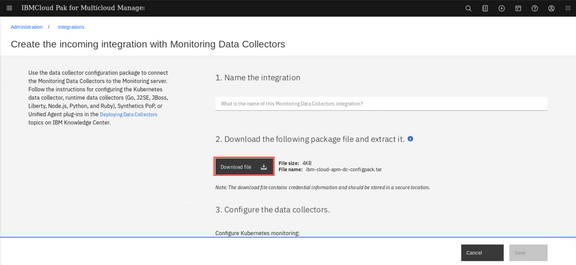 IBMCloud Pak for Multicloud Manage
Administration / Integrations
Create the incoming integration with Monitoring Data Collectors
Use the data collector configuration package to connect
the Monitoring Data Collectors to the Monitoring server.
Follow the instructions for configuring the Kubernetes
data collector, runtime data collectors (Go, J2SE, JBoss,
Liberty, Node.js, Python, and Ruby), Synthetics PoP, or
Unified Agent plug-ins in the Deploying Data Collectors
topics on IBM Knowledge Center.
1. Name the integration
What is the name of this Monitoring Data Collectors integration?
2. Download the following package file and extract it.
Download file
File size: 4KB
File name: ibm-cloud-apm-dc-configpack.tar
Note: The download file contains credential information and should be stored in a secure location.
3. Configure the data collectors.
Configure Kubernetes monitoring:
Cancel
Save